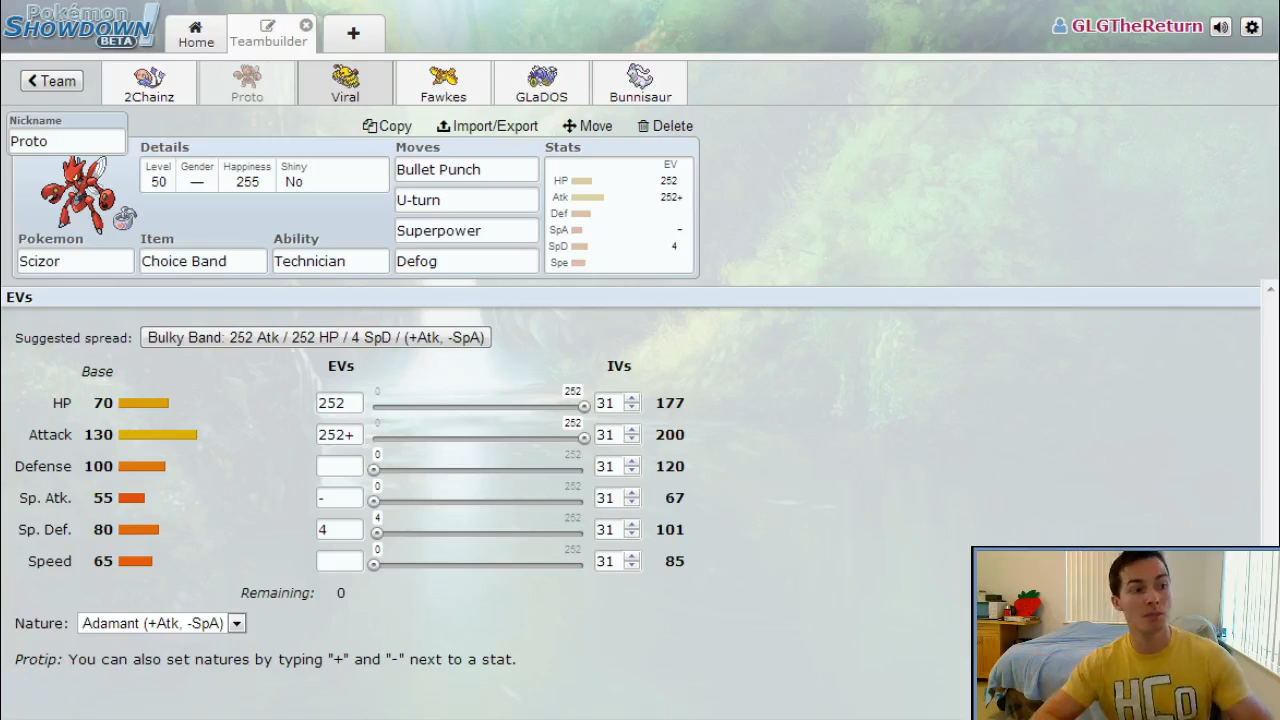 Pokémon
SHOWDOWN!
BETA
Home
Teambuilder
+
GLGTheReturn
Team
2Chainz
Proto
Viral
Fawkes
GLaDOS
Bunnisaur
Nickname
Proto
Copy
Import/Export
Move
Delete
Details
Level Gender Happiness Shiny
50 — 255 No
Moves
Bullet Punch
U-turn
Superpower
Defog
Stats
EV
HP 252
Atk 252+
Def
SpA -
SpD 4
Spe
Pokemon
Scizor
Item
Choice Band
Ability
Technician
EVs
Suggested spread: Bulky Band: 252 Atk / 252 HP / 4 SpD / (+Atk, -SpA)
Base EVs IVs
HP 70 252 0 252 31 177
Attack 130 252+ 0 252 31 200
Defense 100 0 252 31 120
Sp. Atk. 55 - 0 252 31 67
Sp. Def. 80 4 4 252 31 101
Speed 65 0 252 31 85
Remaining: 0
Nature: Adamant (+Atk, -SpA)
Protip: You can also set natures by typing "+" and "-" next to a stat.
HCo